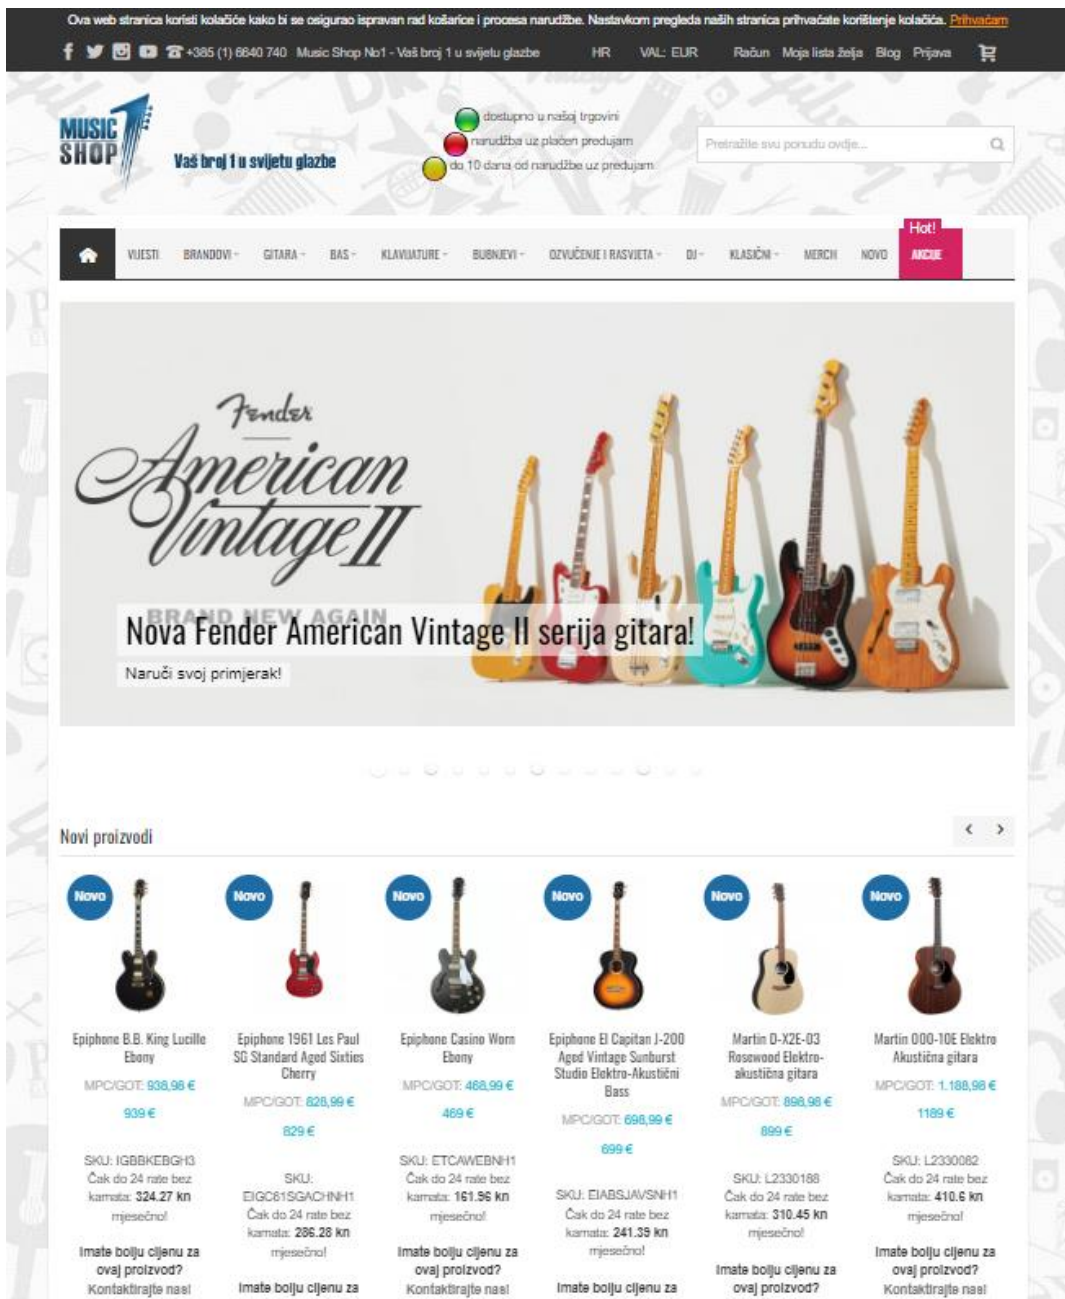 Ova web stranica koristi kolačiće kako bi se osigurao ispravan rad košarice i procesa narudžbe. Nastavkom pregleda naših stranica prihvaćate korištenje kolačića. Prihvaćam
+385 (1) 6640 740 Music Shop No1 - Vaš broj 1 u svijetu glazbe HR VAL: EUR Račun Moja lista želja Blog Prijava
MUSIC SHOP 1
Vaš broj 1 u svijetu glazbe
dostupno u našoj trgovini
narudžba uz plaćen predujam
do 10 dana od narudžbe uz predujam
Pretražite svu ponudu ovdje...
Hot!
VIJESTI BRANDOVI GITARA BAS KLAVIJATURE BUBNJEVI OZVUČENJE I RASVJETA DJ KLASIČNI MERCH NOVO AKCIJE
Fender
American
Vintage II
BRAND NEW AGAIN
Nova Fender American Vintage II serija gitara!
Naruči svoj primjerak!
Novi proizvodi
Novo Novo Novo Novo Novo Novo
Epiphone B.B. King Lucille
Ebony
MPC/GOT: 938,98 €
939 €
SKU: IGBBKEBGH3
Čak do 24 rate bez
kamata: 324.27 kn
mjesečno!
Imate bolju cijenu za
ovaj proizvod?
Kontaktirajte nas!
Epiphone 1961 Les Paul
SG Standard Aged Sixties
Cherry
MPC/GOT: 828,99 €
829 €
SKU:
EIGC61SGACHNH1
Čak do 24 rate bez
kamata: 286.28 kn
mjesečno!
Imate bolju cijenu za
Epiphone Casino Worn
Ebony
MPC/GOT: 468,99 €
469 €
SKU: ETCAWEBNH1
Čak do 24 rate bez
kamata: 161.96 kn
mjesečno!
Imate bolju cijenu za
ovaj proizvod?
Kontaktirajte nas!
Epiphone El Capitan J-200
Aged Vintage Sunburst
Studio Elektro-Akustični
Bass
MPC/GOT: 698,99 €
699 €
SKU: EIABSJAVSNH1
Čak do 24 rate bez
kamata: 241.39 kn
mjesečno!
Imate bolju cijenu za
Martin D-X2E-03
Rosewood Elektro-
akustična gitara
MPC/GOT: 898,98 €
899 €
SKU: L2330188
Čak do 24 rate bez
kamata: 310.45 kn
mjesečno!
Imate bolju cijenu za
ovaj proizvod?
Martin 000-10E Elektro
Akustična gitara
MPC/GOT: 1.188,98 €
1189 €
SKU: L2330082
Čak do 24 rate bez
kamata: 410.6 kn
mjesečno!
Imate bolju cijenu za
ovaj proizvod?
Kontaktirajte nas!